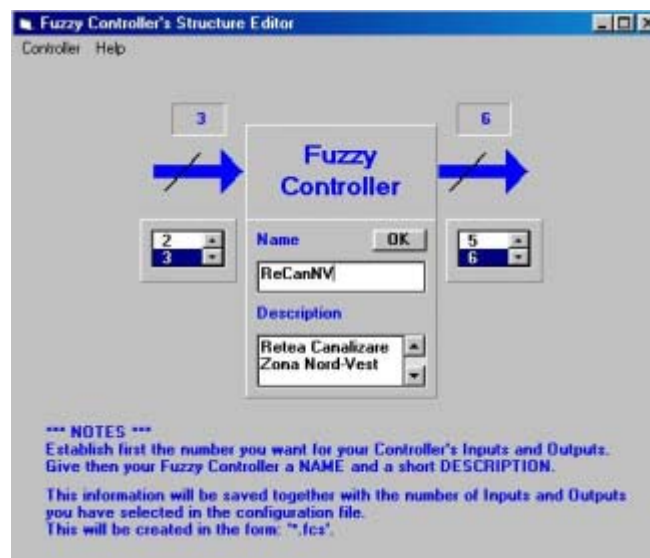 Fuzzy Controller's Structure Editor
Controller Help
3
6
Fuzzy
Controller
2
3
Name
OK
ReCanNV
5
6
Description
Retea Canalizare
Zona Nord-Vest
*** NOTES ***
Establish first the number you want for your Controller's Inputs and Outputs.
Give then your Fuzzy Controller a NAME and a short DESCRIPTION.
This information will be saved together with the number of Inputs and Outputs
you have selected in the configuration file.
This will be created in the form: "*.fcs'.